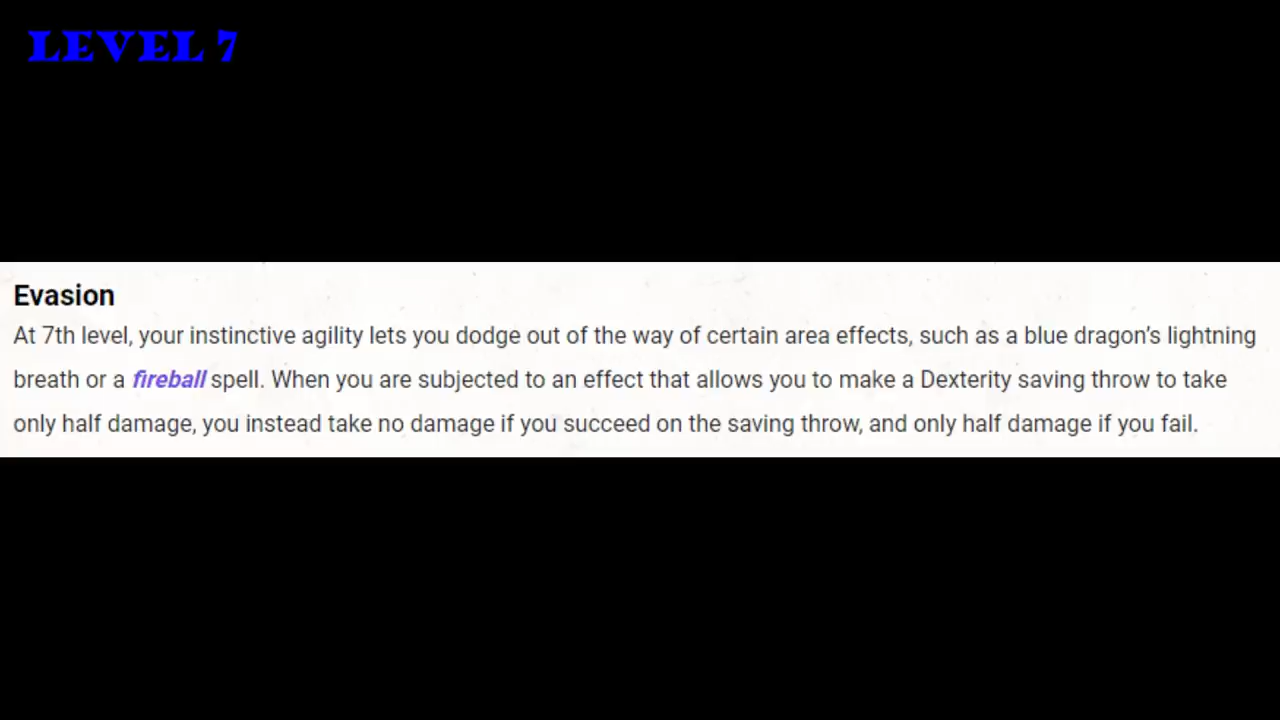 LEVEL 7
Evasion
At 7th level, your instinctive agility lets you dodge out of the way of certain area effects, such as a blue dragon’s lightning
breath or a fireball spell. When you are subjected to an effect that allows you to make a Dexterity saving throw to take
only half damage, you instead take no damage if you succeed on the saving throw, and only half damage if you fail.